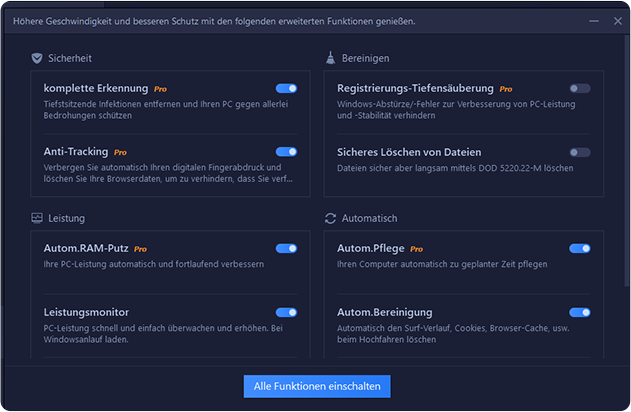 Höhere Geschwindigkeit und besseren Schutz mit den folgenden erweiterten Funktionen genießen.
Sicherheit
komplette Erkennung Pro
Tiefstsitzende Infektionen entfernen und Ihren PC gegen allerlei
Bedrohungen schützen
Anti-Tracking Pro
Verbergen Sie automatisch Ihren digitalen Fingerabdruck und
löschen Sie Ihre Browserdaten, um zu verhindern, dass Sie verf...
Bereinigen
Registrierungs-Tiefensäuberung Pro
Windows-Abstürze/-Fehler zur Verbesserung von PC-Leistung
und -Stabilität verhindern
Sicheres Löschen von Dateien
Dateien sicher aber langsam mittels DOD 5220.22-M löschen
Leistung
Autom.RAM-Putz Pro
Ihre PC-Leistung automatisch und fortlaufend verbessern
Leistungsmonitor
PC-Leistung schnell und einfach überwachen und erhöhen. Bei
Windowsanlauf laden.
Automatisch
Autom.Pflege Pro
Ihren Computer automatisch zu geplanter Zeit pflegen
Autom.Bereinigung
Automatisch den Surf-Verlauf, Cookies, Browser-Cache, usw.
beim Hochfahren löschen
Alle Funktionen einschalten